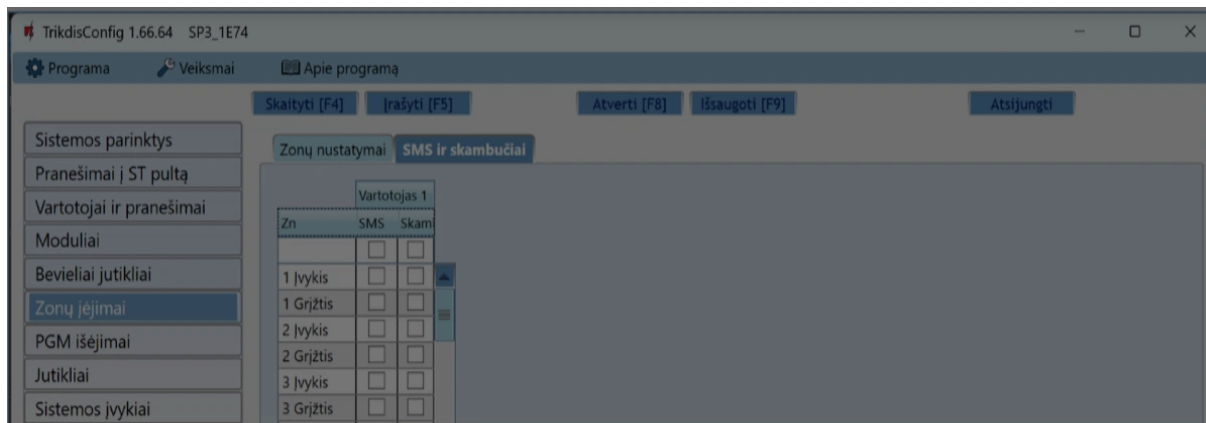 TrikdisConfig 1.66.64 SP3_1E74
Programa Veiksmai Apie programą
Skaityti [F4] Įrašyti [F5] Atverti [F8] Išsaugoti [F9] Atsijungti
Sistemos parinktys
Pranešimai į ST pultą
Vartotojai ir pranešimai
Moduliai
Bevieliai jutikliai
Zonų įėjimai
PGM išėjimai
Jutikliai
Sistemos įvykiai
Zonų nustatymai SMS ir skambučiai
Vartotojas 1
Zn SMS Skam
1 Įvykis
1 Grįžtis
2 Įvykis
2 Grįžtis
3 Įvykis
3 Grįžtis